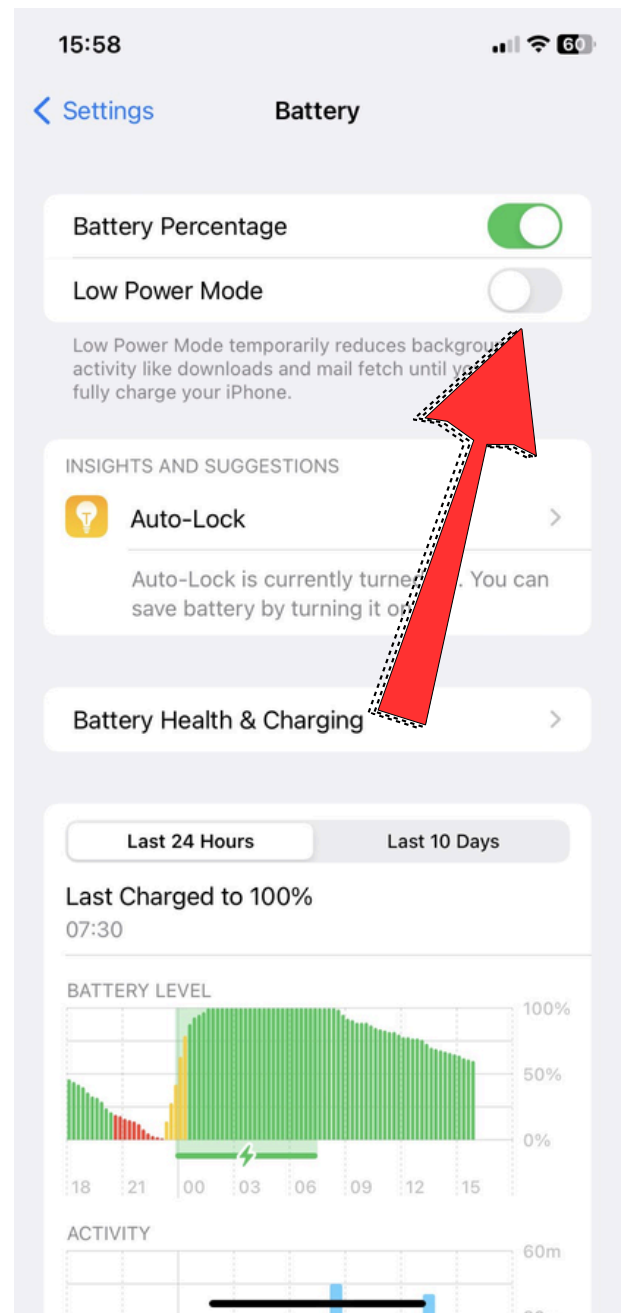 15:58
60
Settings
Battery
Battery Percentage
Low Power Mode
Low Power Mode temporarily reduces
activity like downloads and mail fetch until
fully charge your iPhone.
INSIGHTS AND SUGGESTIONS
Auto-Lock
Auto-Lock is currently You can
save battery by turning it
Battery Health & Charging
Last 24 Hours
Last 10 Days
Last Charged to 100%
07:30
BATTERY LEVEL
100%
50%
0%
18 21 00 03 06 09 12 15
ACTIVITY
60m